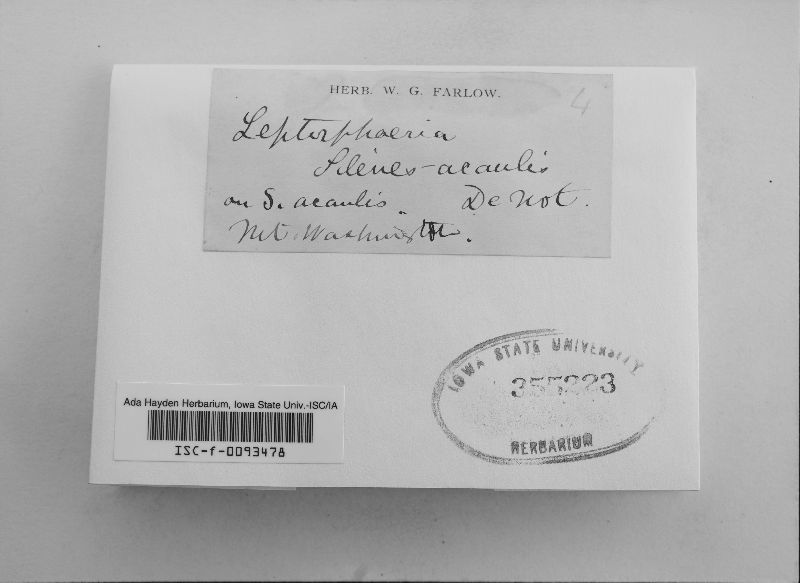 HERB. W. G. FARLOW.
4
Leptosphaeria
Silenes-acaulis
on S. acaulis. De Not.
Mt. Washington.
IOWA STATE UNIVERSITY
355223
HERBARIUM
Ada Hayden Herbarium, Iowa State Univ.-ISC/IA
ISC-f-0093478